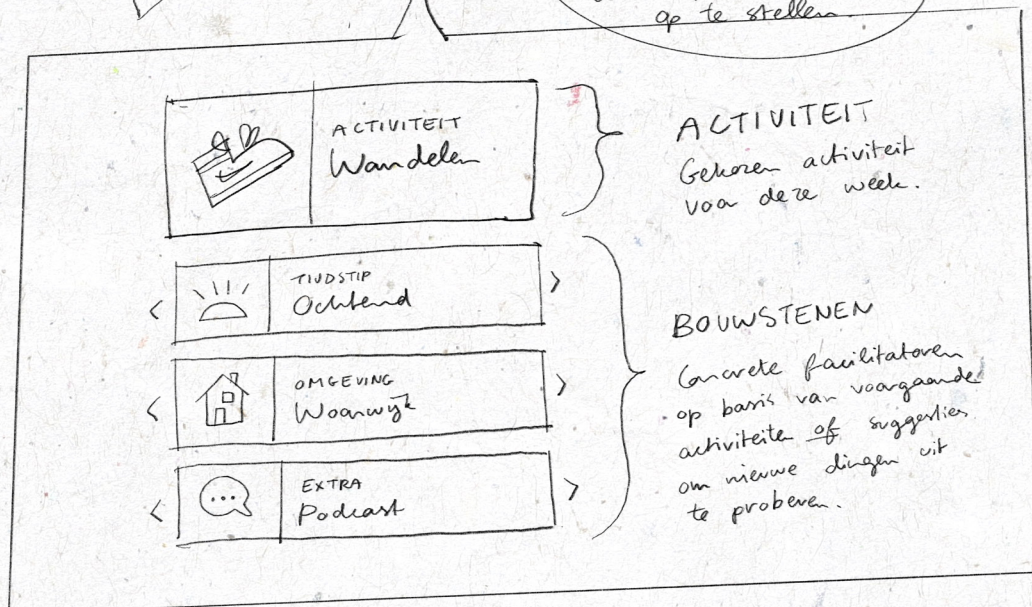 op te stellen.
ACTIVITEIT
Wandelen
ACTIVITEIT
Gekozen activiteit
voor deze week.
TIJDSTIP
Ochtend
OMGEVING
Woonwijk
EXTRA
Podcast
BOUWSTENEN
Concrete facilitatoren
op basis van voorgaande
activiteiten of suggesties
om nieuwe dingen uit
te proberen.